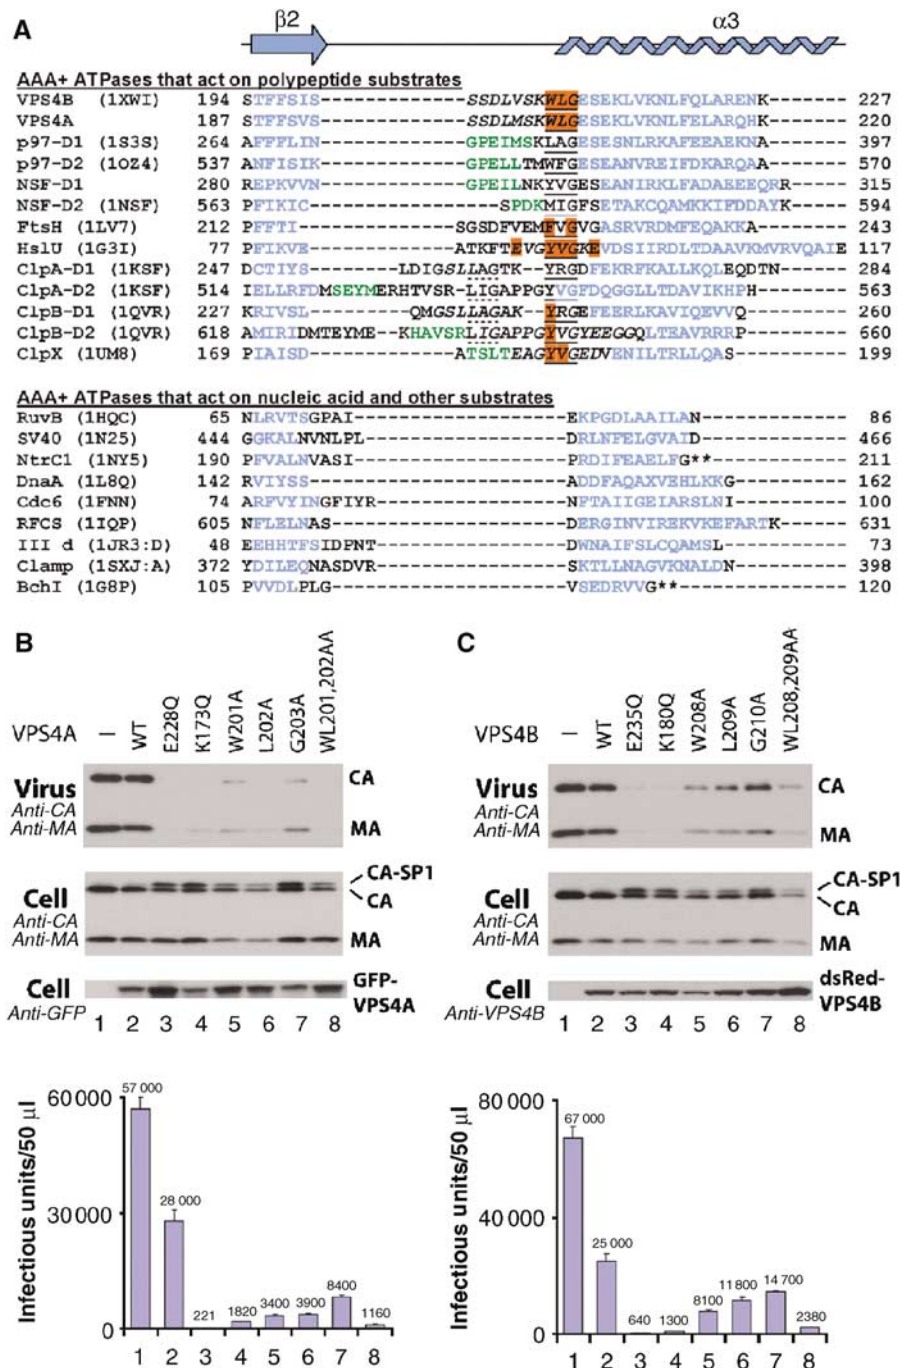 A
β2
α3
AAA+ ATPases that act on polypeptide substrates
VPS4B (1XWI) 194 STFFSIS---------------SSDLVSKWLGESEKLVKNLFQLARENK------- 227
VPS4A 187 STFFSVS---------------SSDLMSKWLGESEKLVKNLFELARQHK------- 220
p97-D1 (1S3S) 264 AFFFLIN---------------GPEIMSKLAGESESNLRKAFEEAEKNA------- 397
p97-D2 (1OZ4) 537 ANFISIK---------------GPELLTMWFGESEANVREIFDKARQAA------- 570
NSF-D1 280 REPKVVN---------------GPEILNKYVGESEANIRKLFADAEEEQRR----- 315
NSF-D2 (1NSF) 563 PFIKIC-------------------SPDKMIGFSETAKCQAMKKIFDDAYK----- 594
FtsH (1LV7) 212 PFFTI---------------SGSDFVEMFVGVGASRVRDMFEQAKKA-------- 243
HslU (1G3I) 77 PFIKVE--------------ATKFTEVGYVGKEVDSIIRDLTDAAVKMVRVQAIE 117
ClpA-D1 (1KSF) 247 DCTIYS---------LDIGSLLAGTK--YRGDFEKRFKALLKQLEQDTN------ 284
ClpA-D2 (1KSF) 514 IELLRFDMSEYMERHTVSR-LIGAPPGYVGFDQGGLLTDAVIKHPH--------- 563
ClpB-D1 (1QVR) 227 KRIVSL----------QMGSLLAGAK--YRGEFEERLKAVIQEVVQ--------- 260
ClpB-D2 (1QVR) 618 AMIRIDMTEYME--KHAVSRLIGAPPGYVGYEEGGQLTEAVRRRP---------- 660
ClpX (1UM8) 169 PIAISD--------------ATSLTEAGYVGEDVENILTRLLQAS---------- 199
AAA+ ATPases that act on nucleic acid and other substrates
RuvB (1HQC) 65 NLRVTSGPAI---------------------EKPGDLAAILAN------------- 86
SV40 (1N25) 444 GGKALNVNLPL--------------------DRLNFELGVAID------------- 466
NtrC1 (1NY5) 190 PFVALNVASI---------------------PRDIFEAELFG**------------ 211
DnaA (1L8Q) 142 RVIYSS-------------------------ADDFAQAXVEHLKKG---------- 162
Cdc6 (1FNN) 74 ARFVYINGFIYR-------------------NFTAIIGEIARSLNI---------- 100
RFCS (1IQP) 605 NFLELNAS-----------------------DERGINVIREKVKEFARTK------ 631
III d (1JR3:D) 48 EEHHTFSIDPNT-------------------DWNAIFSLCQAMSL----------- 73
Clamp (1SXJ:A) 372 YDILEQNASDVR-------------------SKTLLNAGVKNALDN---------- 398
BchI (1G8P) 105 PVVDLPLG-----------------------VSEDRVVG**--------------- 120
B
VPS4A – WT E228Q K173Q W201A L202A G203A WL201,202AA
Virus
Anti-CA
Anti-MA
CA
MA
Cell
Anti-CA
Anti-MA
CA-SP1
CA
MA
Cell
Anti-GFP
GFP-
VPS4A
1 2 3 4 5 6 7 8
Infectious units/50 μl
60 000
30 000
0
57 000
28 000
221
1820
3400
3900
8400
1160
1 2 3 4 5 6 7 8
C
VPS4B – WT E235Q K180Q W208A L209A G210A WL208,209AA
Virus
Anti-CA
Anti-MA
CA
MA
Cell
Anti-CA
Anti-MA
CA-SP1
CA
MA
Cell
Anti-VPS4B
dsRed-
VPS4B
1 2 3 4 5 6 7 8
Infectious units/50 μl
80 000
40 000
0
67 000
25 000
640
1300
8100
11 800
14 700
2380
1 2 3 4 5 6 7 8